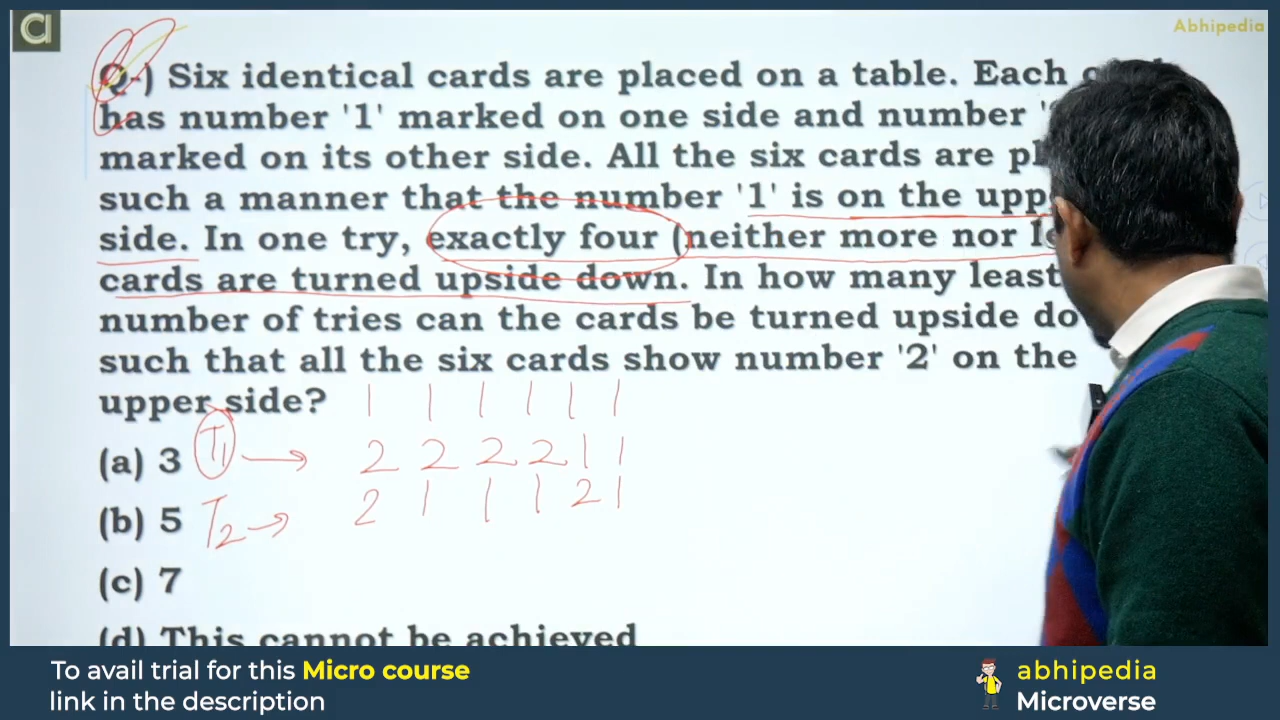 Abhipedia
Q-) Six identical cards are placed on a table. Each
has number '1' marked on one side and number
marked on its other side. All the six cards are
such a manner that the number '1' is on the
side. In one try, exactly four (neither more nor
cards are turned upside down. In how many least
number of tries can the cards be turned upside
such that all the six cards show number '2' on the
upper side?
1 1 1 1 1 1
(a) 3 T1 → 2 2 2 2 1 1
(b) 5 T2 → 2 1 1 1 2 1
(c) 7
(d) This cannot be achieved
To avail trial for this Micro course
link in the description
abhipedia
Microverse